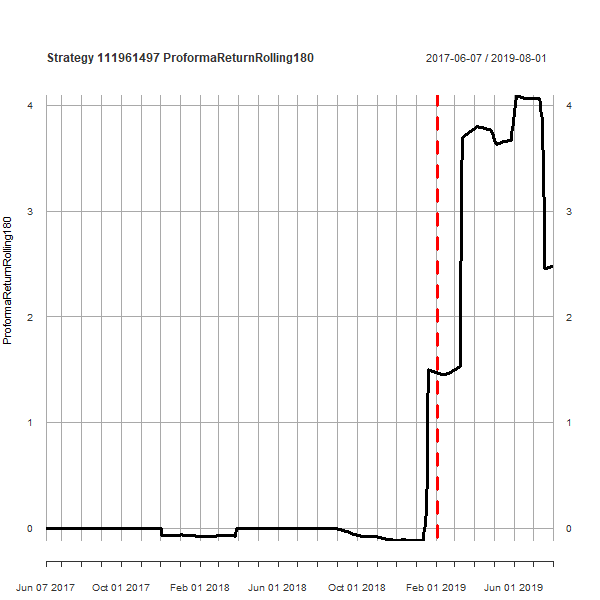 Strategy 111961497 ProformaReturnRolling180
2017-06-07 / 2019-08-01
ProformaReturnRolling180
4
3
2
1
0
4
3
2
1
0
Jun 07 2017
Oct 01 2017
Feb 01 2018
Jun 01 2018
Oct 01 2018
Feb 01 2019
Jun 01 2019